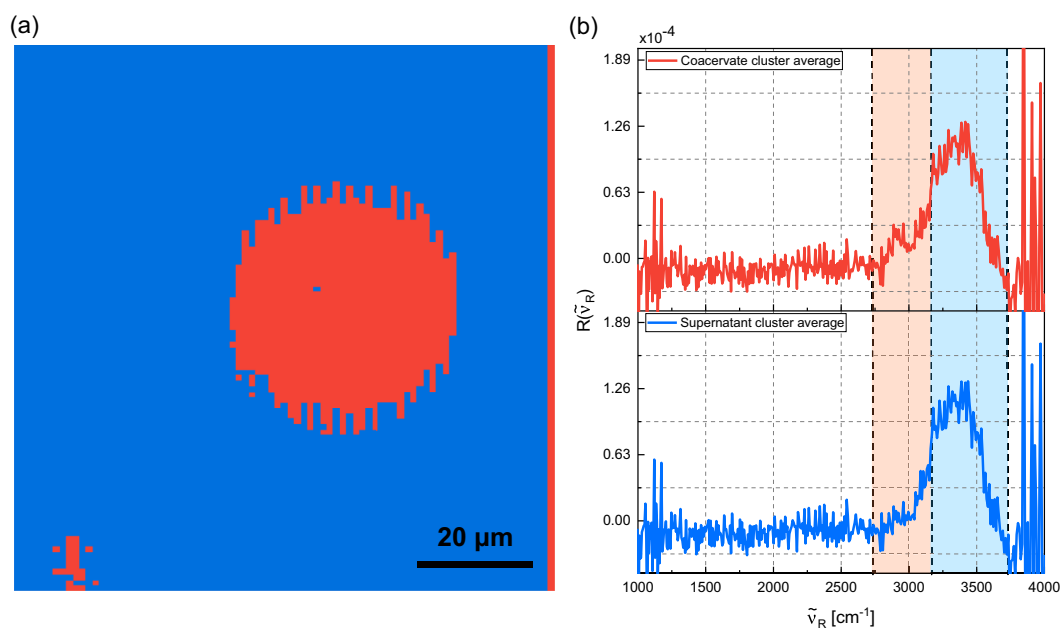 (a)
20 µm
(b)
x10-4
1.89
Coacervate cluster average
1.26
0.63
0.00
R(ṽR)
1.89
Supernatant cluster average
1.26
0.63
0.00
1000 1500 2000 2500 3000 3500 4000
ṽR [cm-1]